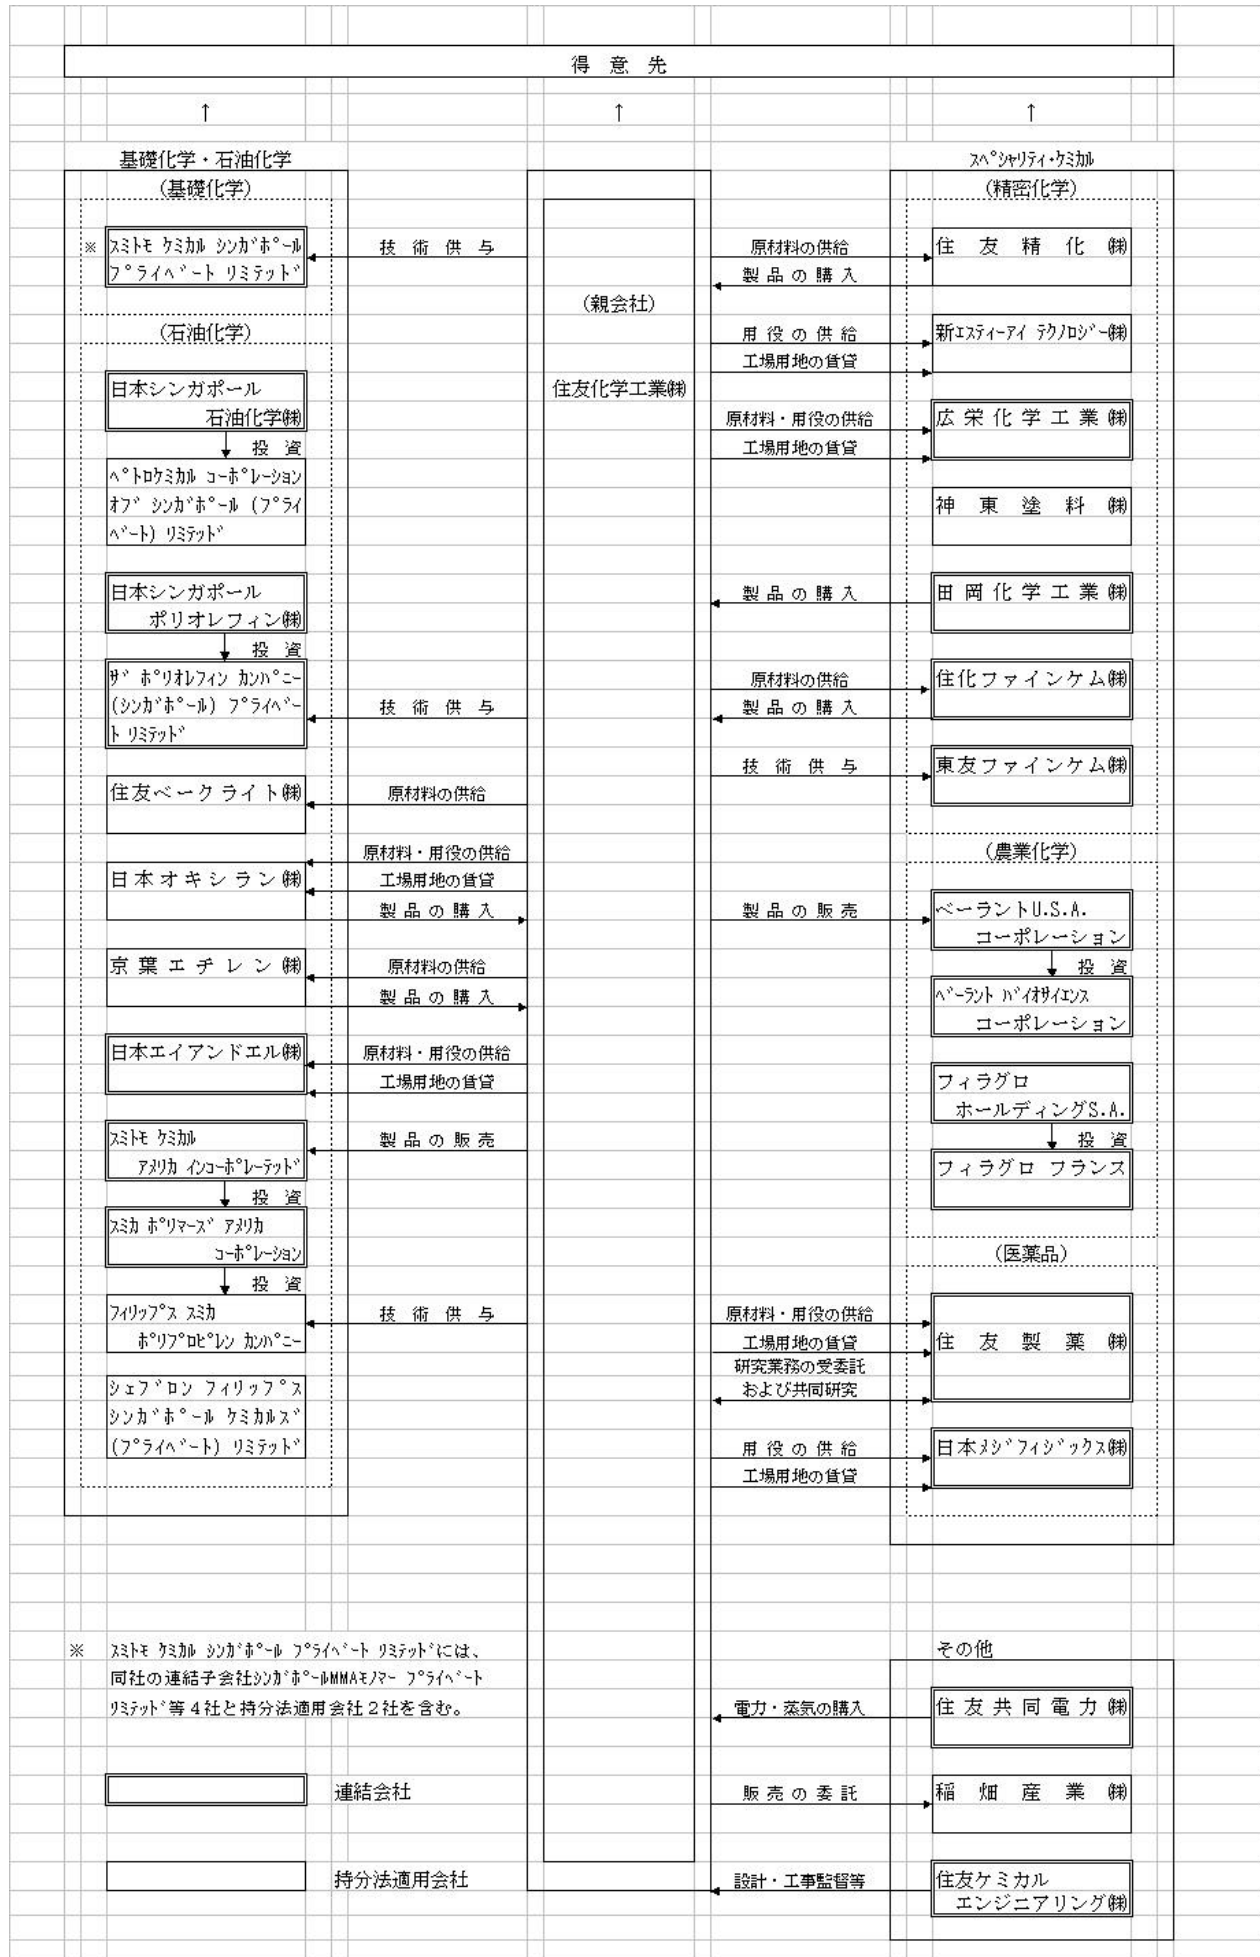 得 意 先
↑ ↑ ↑
基礎化学・石油化学
(基礎化学)
※ スミトモ ケミカル シンガポール
プライベート リミテッド
技 術 供 与
(石油化学)
日本シンガポール
石油化学㈱
投 資
ペトロケミカル コーポレーション
オブ シンガポール (プライ
ベート) リミテッド
日本シンガポール
ポリオレフィン㈱
投 資
ザ ポリオレフィン カンパニー
(シンガポール) プライベー
ト リミテッド
技 術 供 与
住友ベークライト㈱
原材料の供給
日本オキシラン㈱
原材料・用役の供給
工場用地の賃貸
製品の購入
京葉エチレン㈱
原材料の供給
製品の購入
日本エイアンドエル㈱
原材料・用役の供給
工場用地の賃貸
スミトモ ケミカル
アメリカ インコーポレーテッド
製品の販売
投 資
スミカ ポリマーズ アメリカ
コーポレーション
投 資
フィリップス スミカ
ポリプロピレン カンパニー
技 術 供 与
シェブロン フィリップス
シンガポール ケミカルズ
(プライベート) リミテッド
(親会社)
住友化学工業㈱
スペシャリティ・ケミカル
(精密化学)
原材料の供給
製品の購入
住友精化㈱
用役の供給
工場用地の賃貸
新エスティーアイ テクノロジー㈱
原材料・用役の供給
工場用地の賃貸
広栄化学工業㈱
神東塗料㈱
製品の購入
田岡化学工業㈱
原材料の供給
製品の購入
住化ファインケム㈱
技 術 供 与
東友ファインケム㈱
(農業化学)
製品の販売
ベーラントU.S.A.
コーポレーション
投 資
ベーラント バイオサイエンス
コーポレーション
フィラグロ
ホールディングS.A.
投 資
フィラグロ フランス
(医薬品)
原材料・用役の供給
工場用地の賃貸
研究業務の受委託
および共同研究
住友製薬㈱
用役の供給
工場用地の賃貸
日本メジフィジックス㈱
その他
電力・蒸気の購入
住友共同電力㈱
販売の委託
稲畑産業㈱
設計・工事監督等
住友ケミカル
エンジニアリング㈱
※ スミトモ ケミカル シンガポール プライベート リミテッドには、
同社の連結子会社シンガポールMMAモノマー プライベート
リミテッド等4社と持分法適用会社2社を含む。
連結会社
持分法適用会社